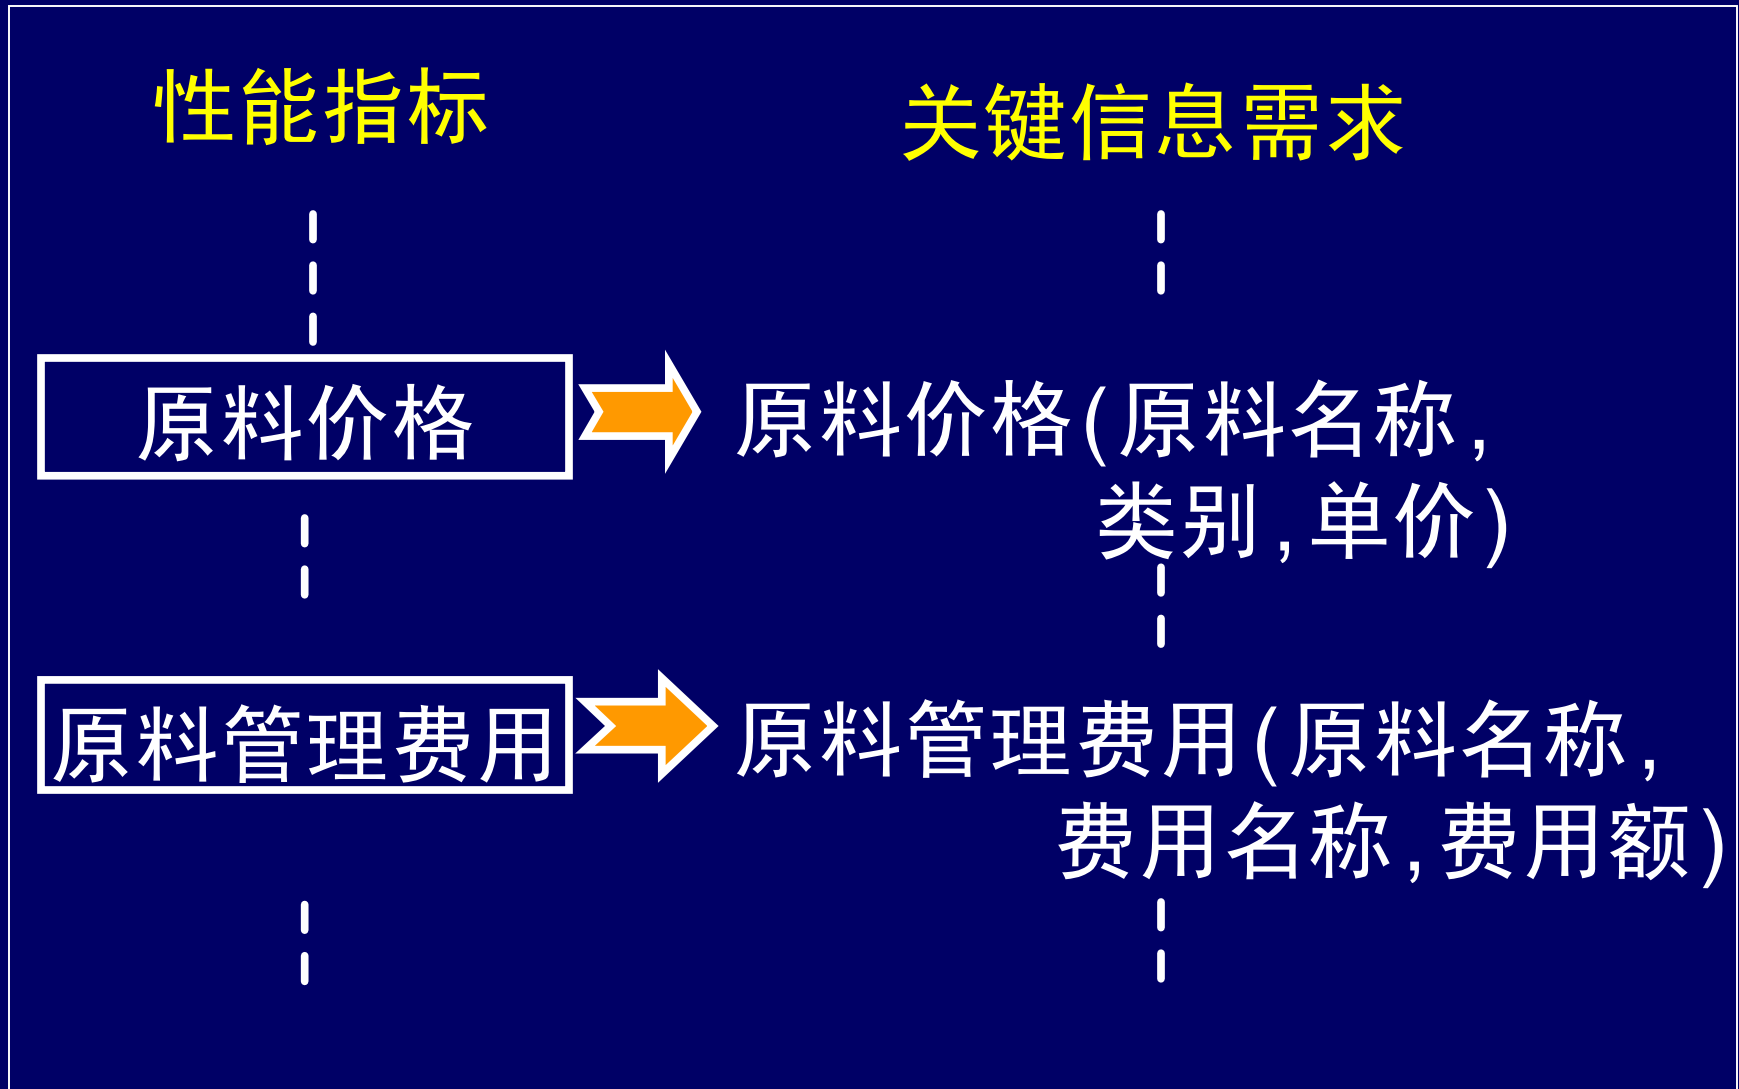 性能指标
关键信息需求
原料价格
原料价格(原料名称,
类别,单价)
原料管理费用
原料管理费用(原料名称,
费用名称,费用额)